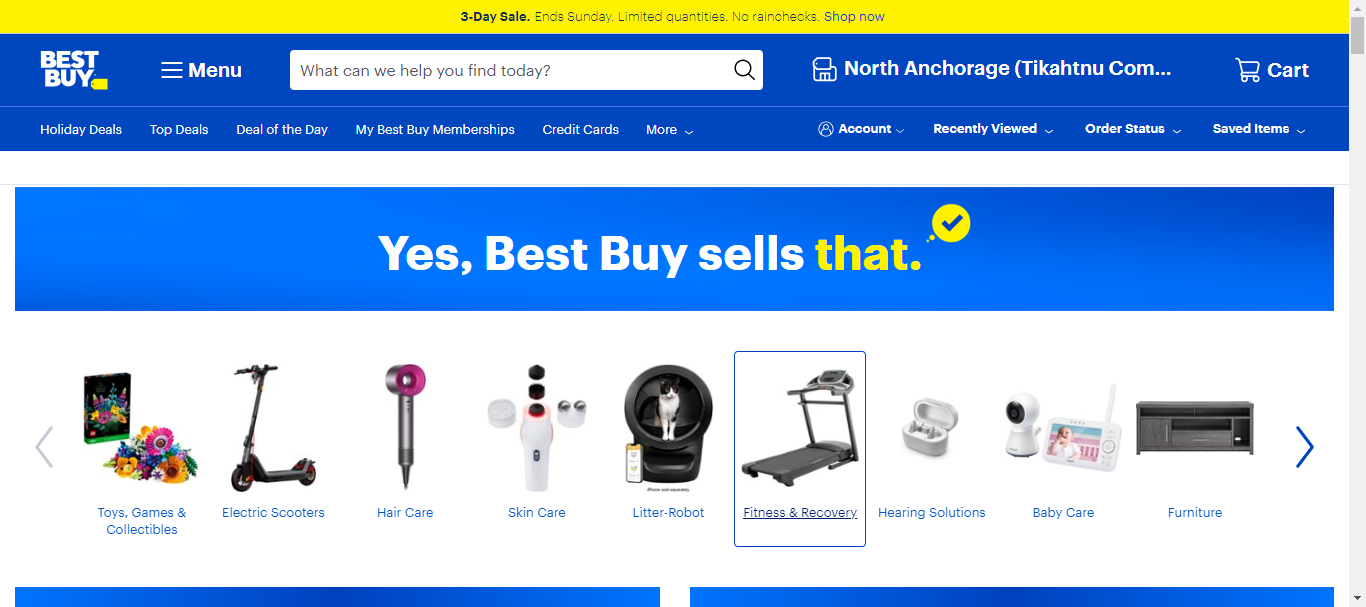 3-Day Sale. Ends Sunday. Limited quantities. No rainchecks. Shop now
BEST
BUY
Menu
What can we help you find today?
North Anchorage (Tikahtnu Com...
Cart
Holiday Deals
Top Deals
Deal of the Day
My Best Buy Memberships
Credit Cards
More
Account
Recently Viewed
Order Status
Saved Items
Yes, Best Buy sells that.
iPhone sold separately.
Toys, Games &
Collectibles
Electric Scooters
Hair Care
Skin Care
Litter-Robot
Fitness & Recovery
Hearing Solutions
Baby Care
Furniture